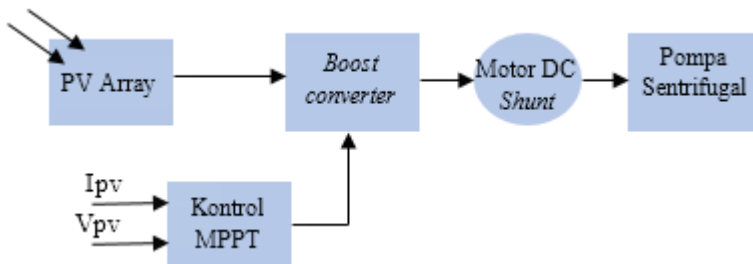 PV Array
Boost
converter
Motor DC
Shunt
Pompa
Sentrifugal
Ipv
Vpv
Kontrol
MPPT